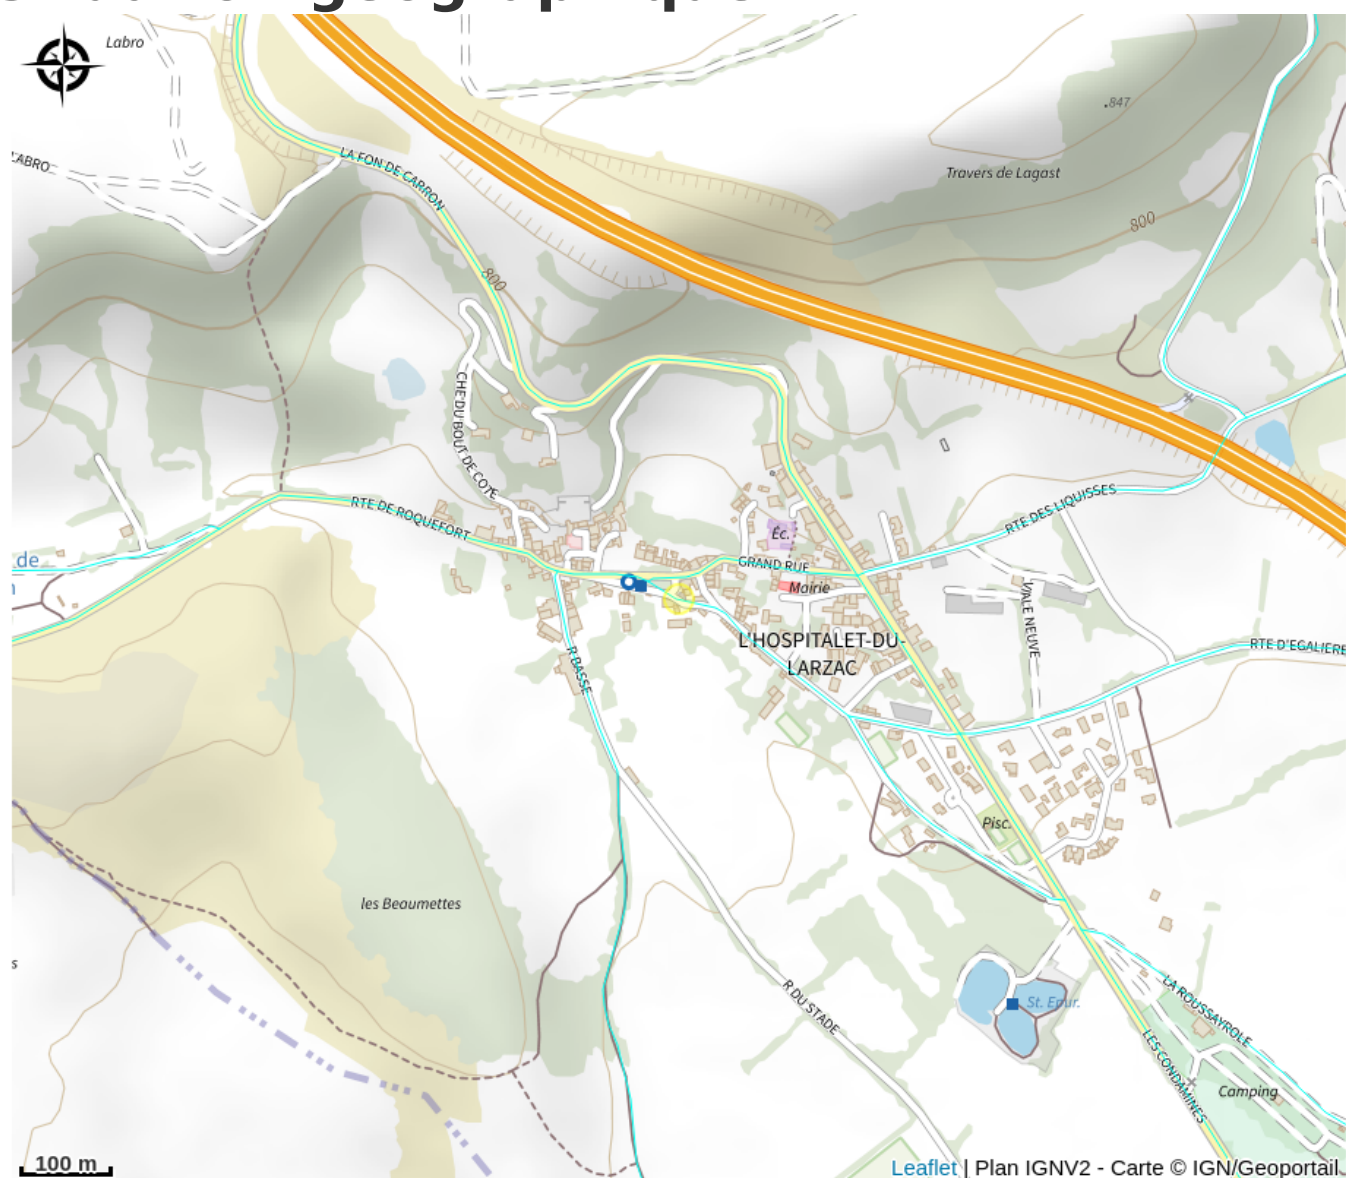 Labro
LABRO
LA FON DE CARRON
.847
Travers de Lagast
800
800
CHE DU BOUT DE COTE
RTE DE ROQUEFORT
RTE DES LIQUISSES
de
Éc.
GRAND RUE
Mairie
L'HOSPITALET-DU-
LARZAC
V ALE NEUVE
RTE D'EGALIERE
R BASSE
Pisc.
les Beaumettes
s
R DU STADE
St. Epur.
LA ROUSSAYROLE
LES CONDAMINES
Camping
100 m
Leaflet | Plan IGNV2 - Carte © IGN/Geoportail